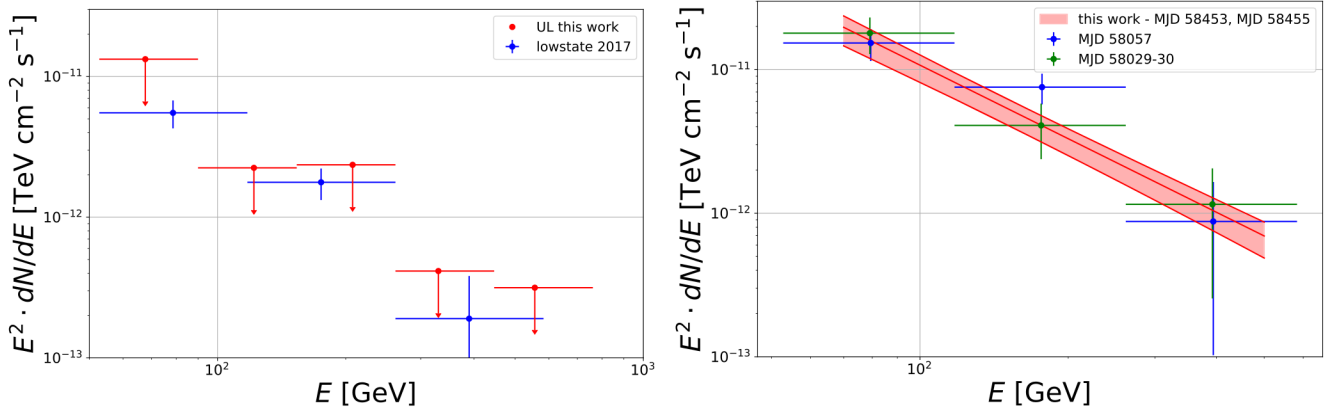 UL this work
lowstate 2017
10⁻¹¹
10⁻¹²
10⁻¹³
10²
10³
E² · dN/dE [TeV cm⁻² s⁻¹]
E [GeV]
this work - MJD 58453, MJD 58455
MJD 58057
MJD 58029-30
10⁻¹¹
10⁻¹²
10⁻¹³
10²
E² · dN/dE [TeV cm⁻² s⁻¹]
E [GeV]